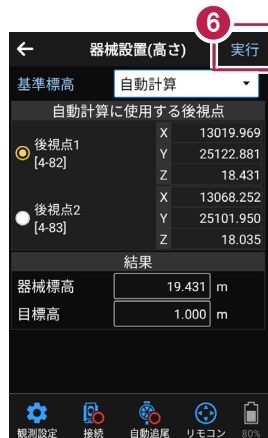 6
← 器械設置(高さ) 実行
基準標高 自動計算
自動計算に使用する後視点
後視点1
[4-82]
X 13019.969
Y 25122.881
Z 18.431
後視点2
[4-83]
X 13068.252
Y 25101.950
Z 18.035
結果
器械標高 19.431 m
目標高 1.000 m
観測設定 接続 自動追尾 リモコン 80%